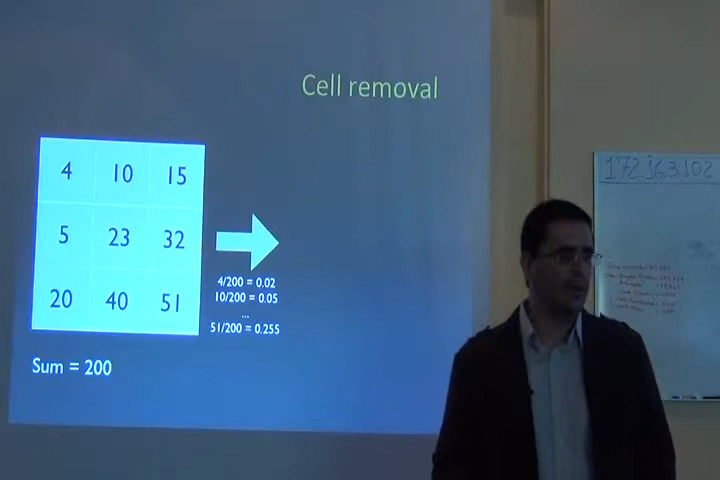 Cell removal
4 10 15
5 23 32
20 40 51
4/200 = 0.02
10/200 = 0.05
...
51/200 = 0.255
Sum = 200
172.16.3.102